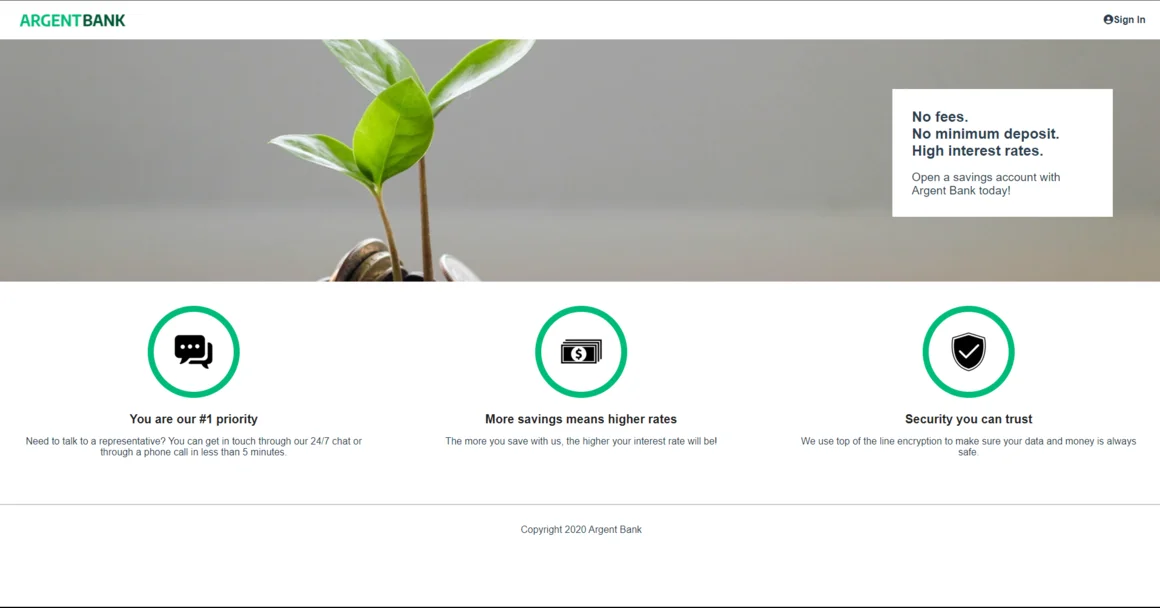 ARGENTBANK
Sign In
No fees.
No minimum deposit.
High interest rates.
Open a savings account with
Argent Bank today!
You are our #1 priority
Need to talk to a representative? You can get in touch through our 24/7 chat or
through a phone call in less than 5 minutes.
More savings means higher rates
The more you save with us, the higher your interest rate will be!
Security you can trust
We use top of the line encryption to make sure your data and money is always
safe.
Copyright 2020 Argent Bank